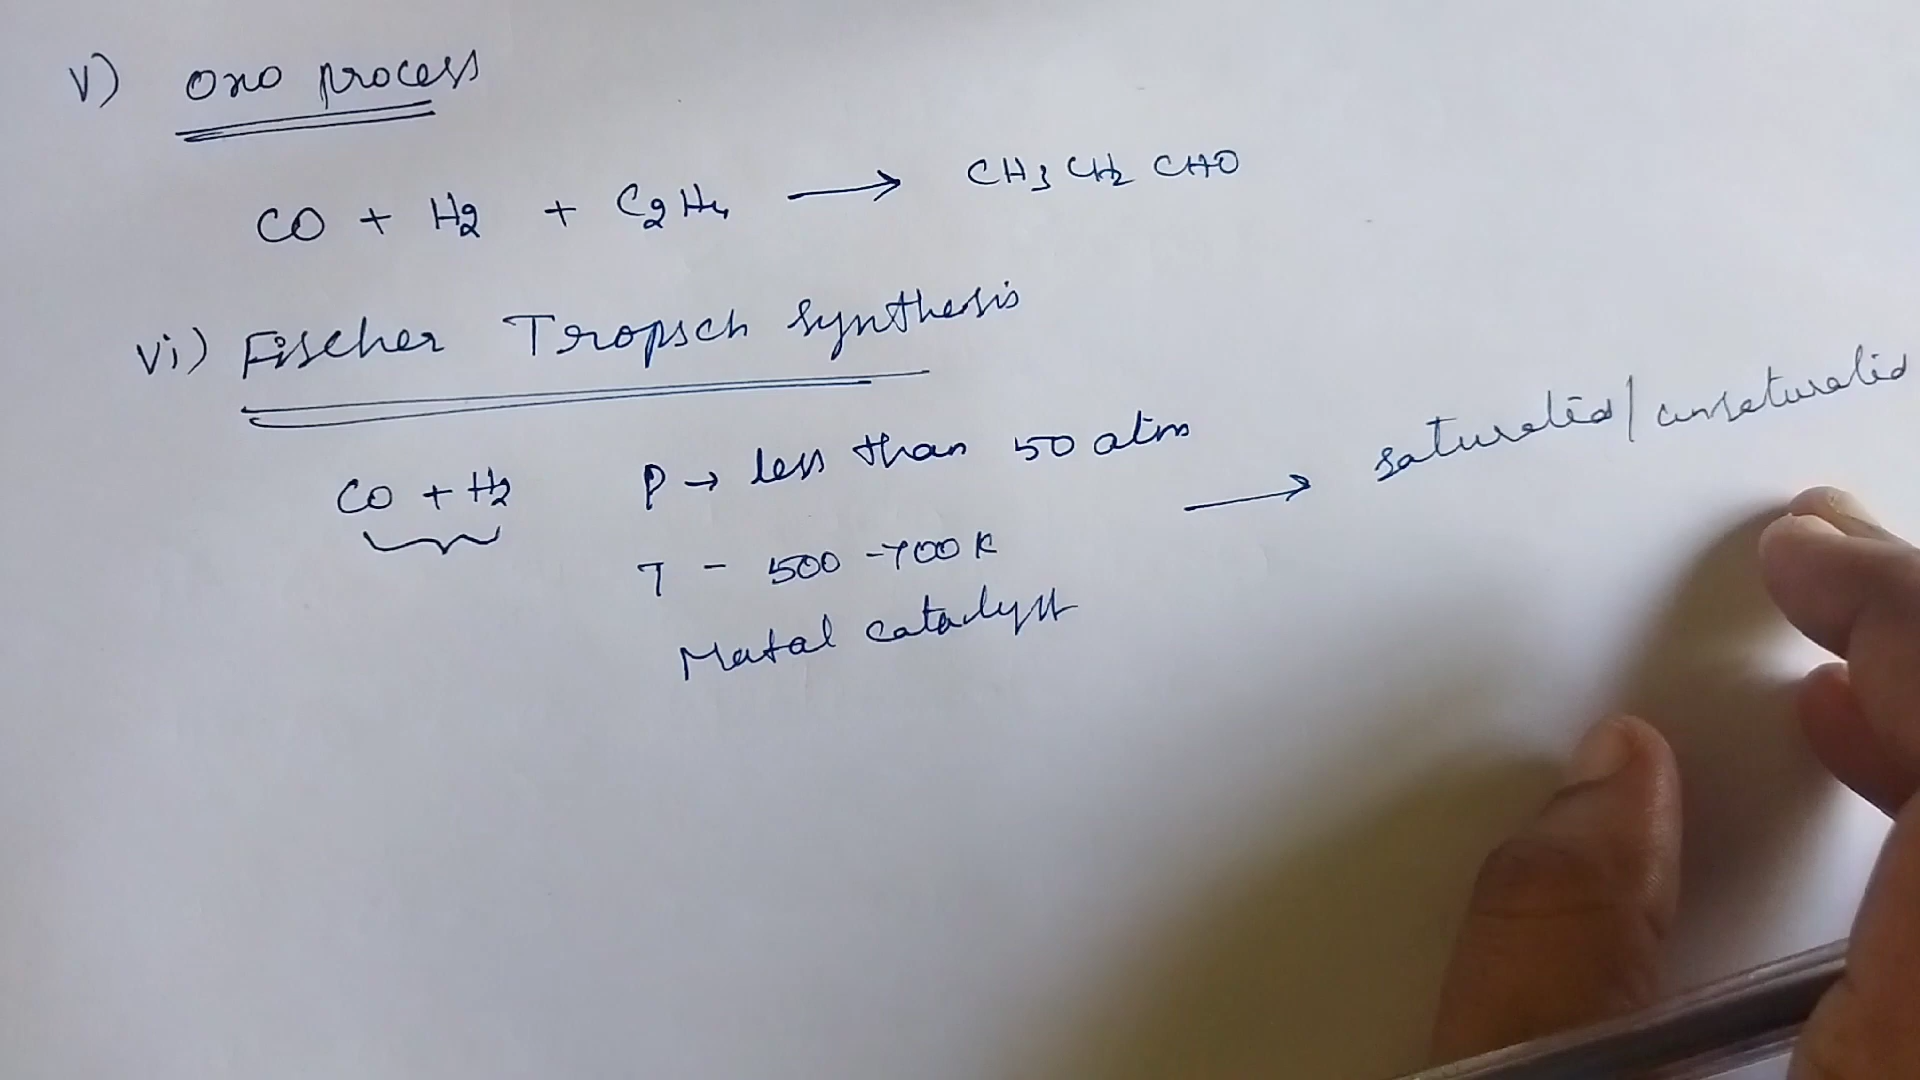 v) Oxo process
CO + H2 + C2H4 → CH3 CH2 CHO
vi) Fischer Tropsch Synthesis
CO + H2 P → less than 50 atm → saturated/unsaturated
T - 500 - 700 K
Metal catalyst